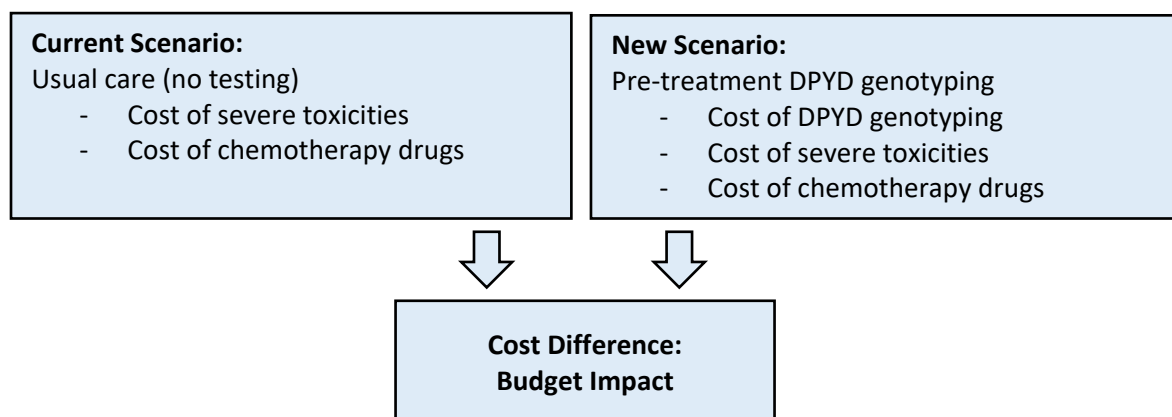 Current Scenario:
Usual care (no testing)
- Cost of severe toxicities
- Cost of chemotherapy drugs
New Scenario:
Pre-treatment DPYD genotyping
- Cost of DPYD genotyping
- Cost of severe toxicities
- Cost of chemotherapy drugs
Cost Difference:
Budget Impact